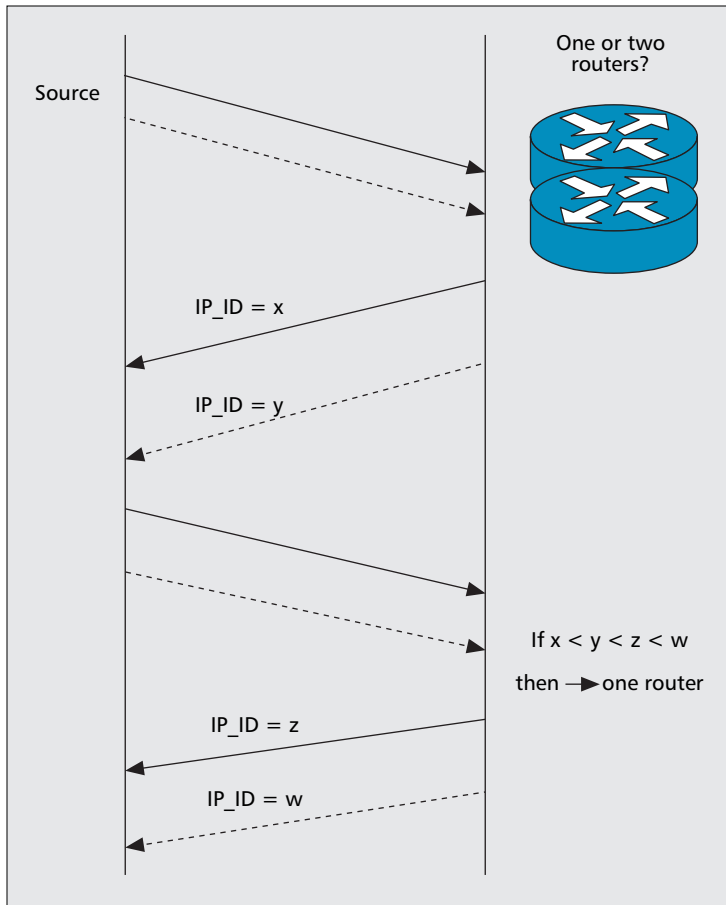 One or two
routers?
Source
IP_ID = x
IP_ID = y
If x < y < z < w
then one router
IP_ID = z
IP_ID = w